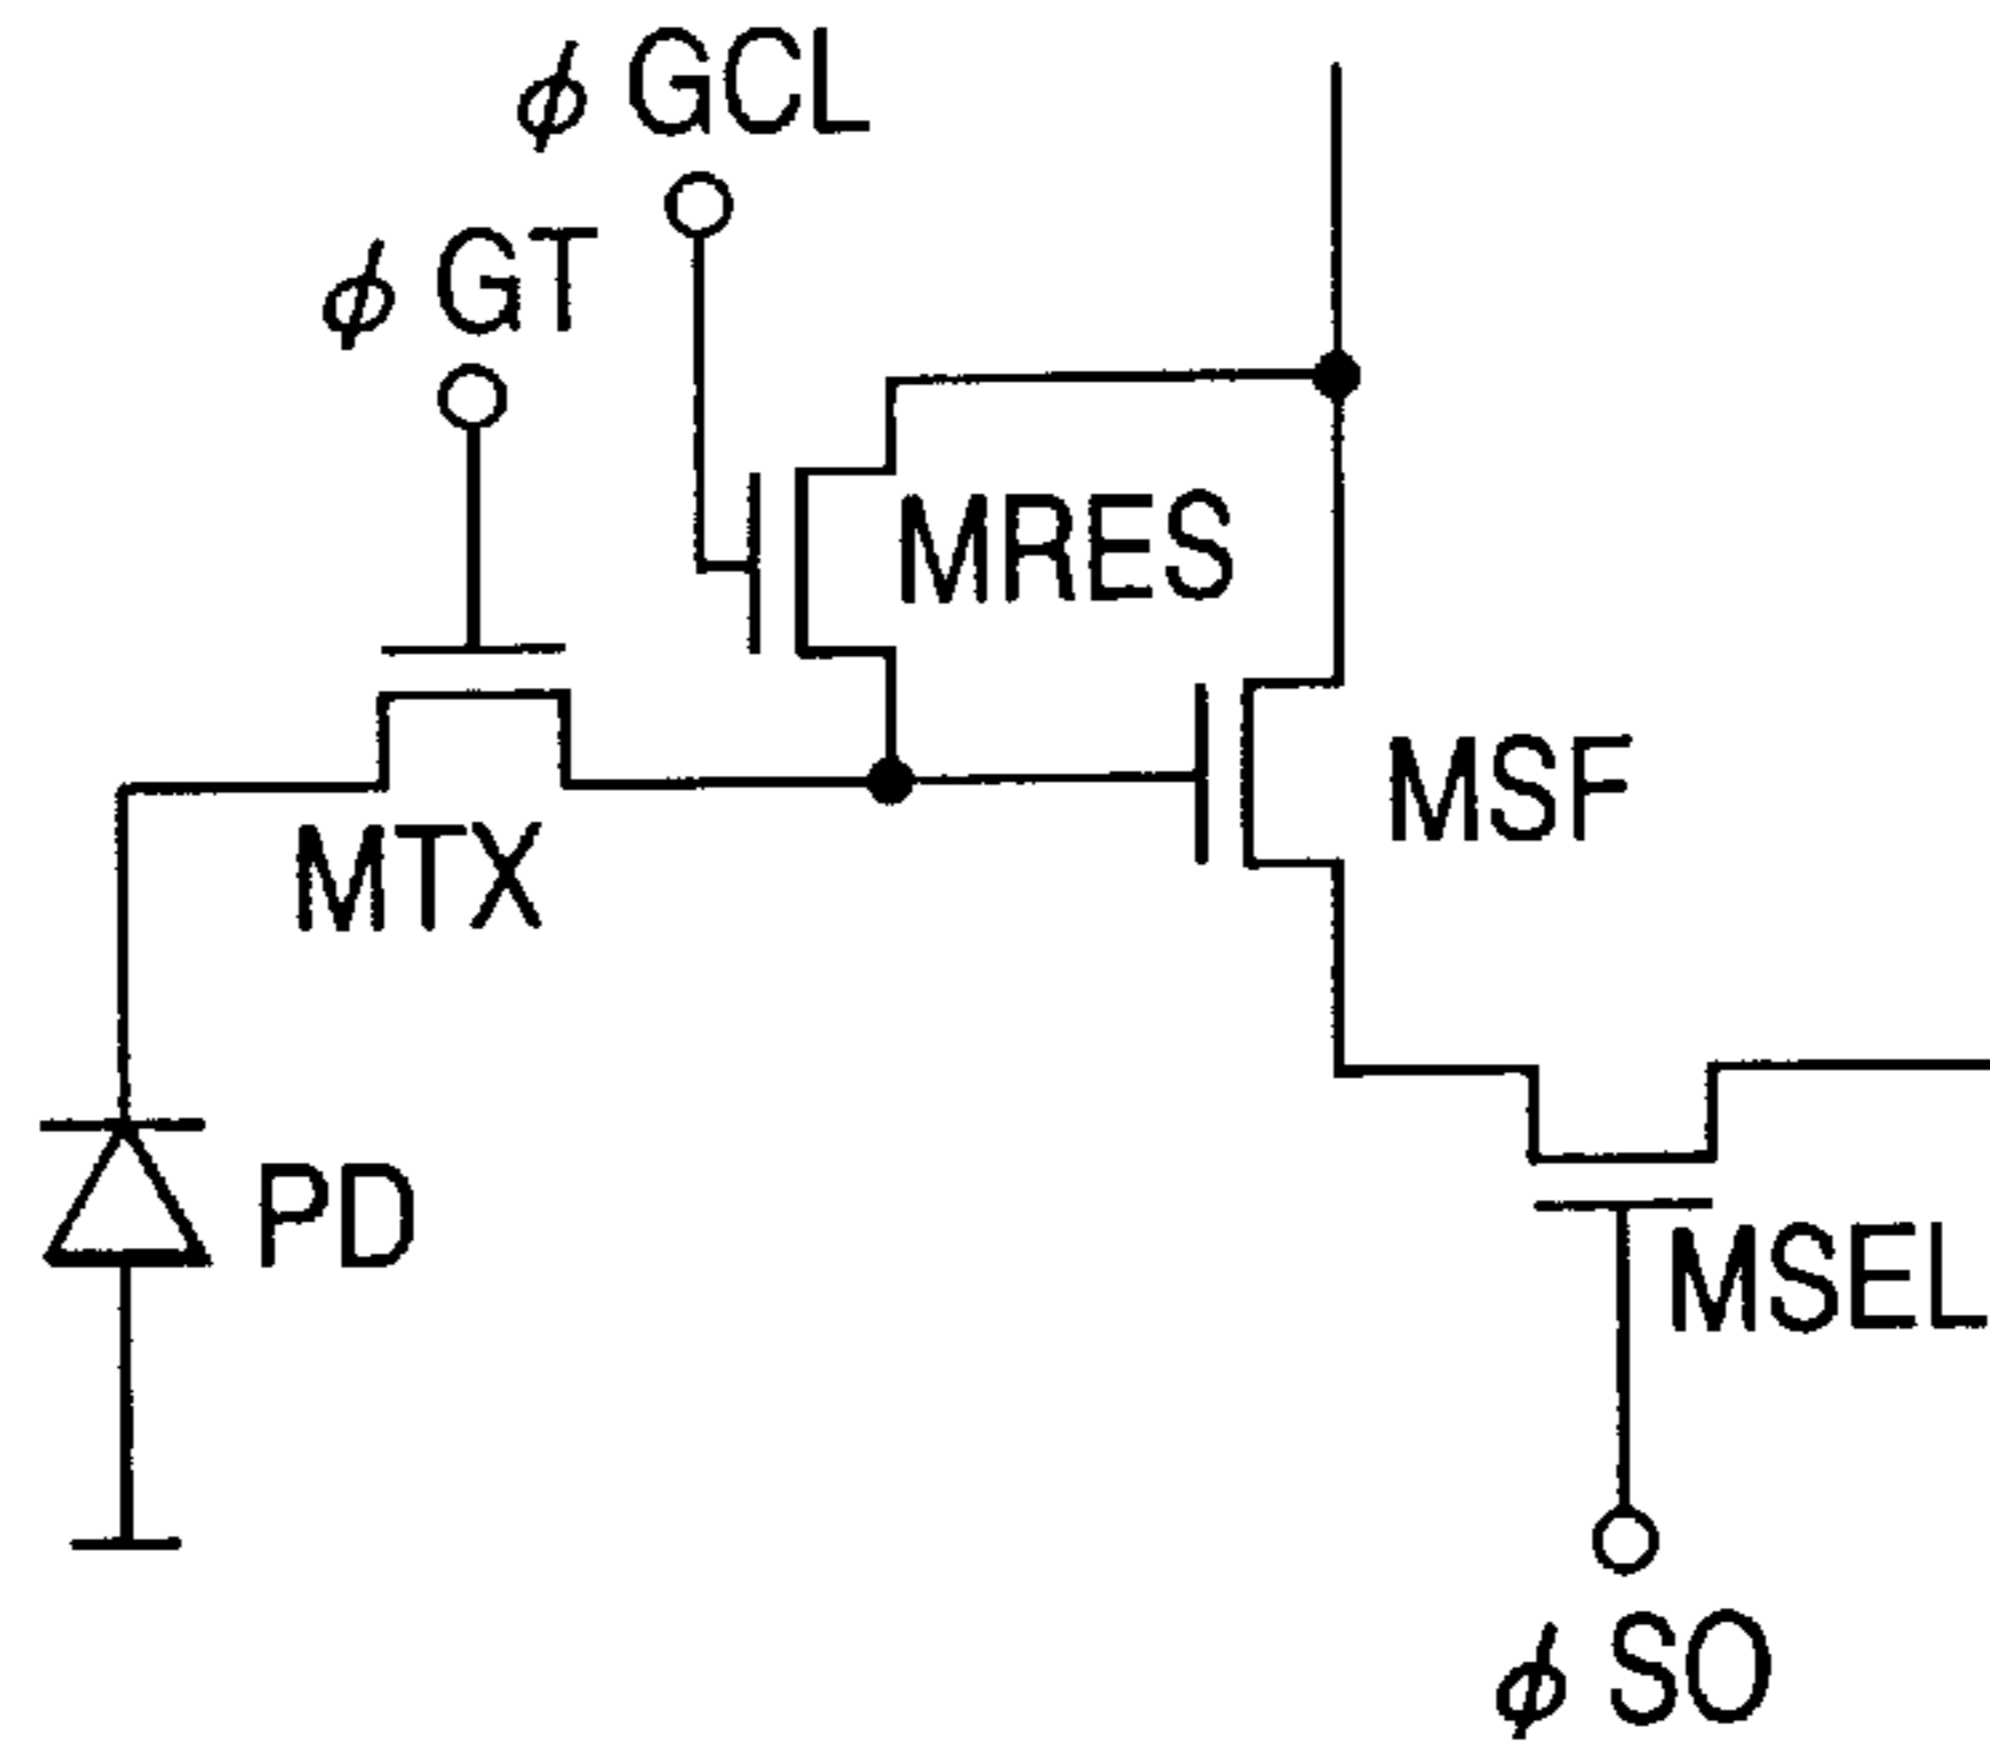 ϕ GCL
ϕ GT
MRES
MSF
MTX
PD
MSEL
ϕ SO